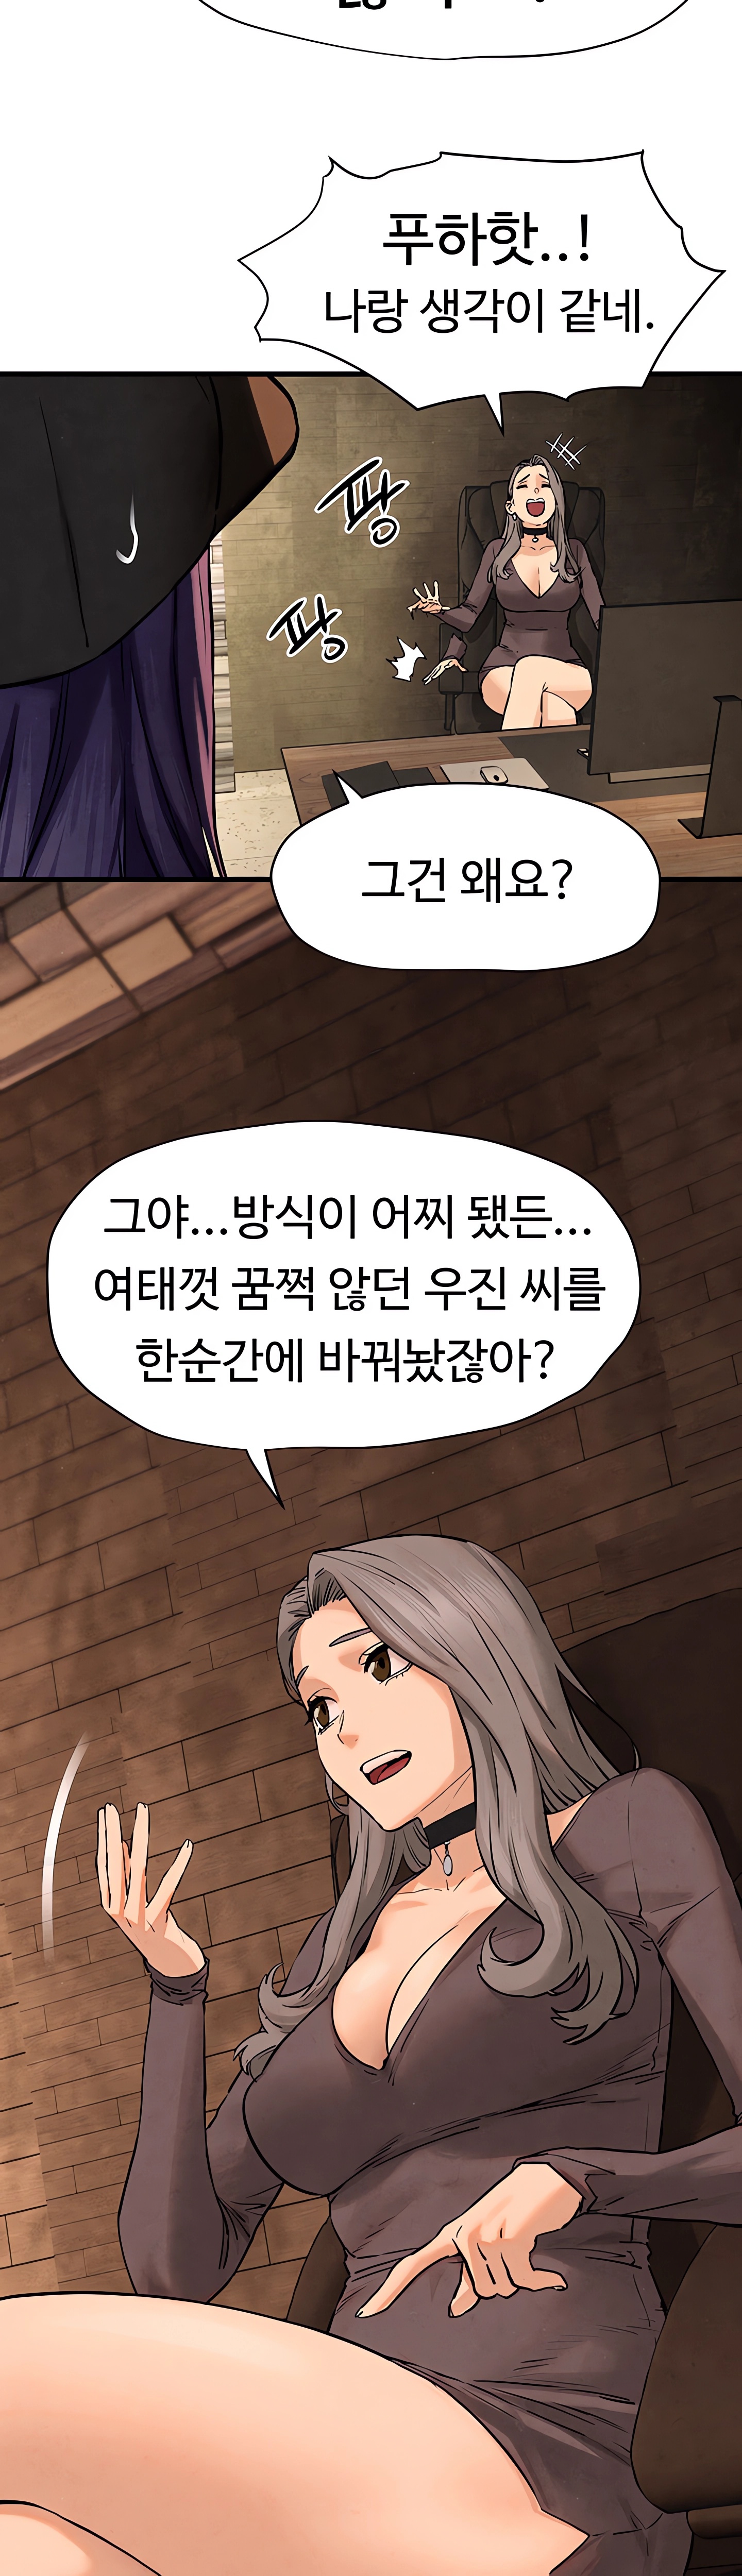 푸하핫..!
나랑 생각이 같네.
팡
팡
그건 왜요?
그야...방식이 어찌 됐든...
여태껏 꿈쩍 않던 우진 씨를
한순간에 바꿔놨잖아?